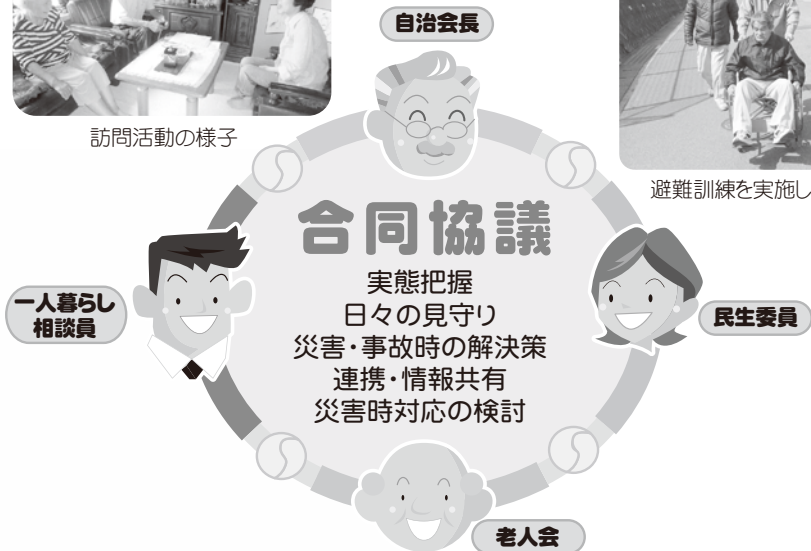 自治会長
訪問活動の様子
避難訓練を実施し
合同協議
実態把握
日々の見守り
災害・事故時の解決策
連携・情報共有
災害時対応の検討
一人暮らし
相談員
民生委員
老人会